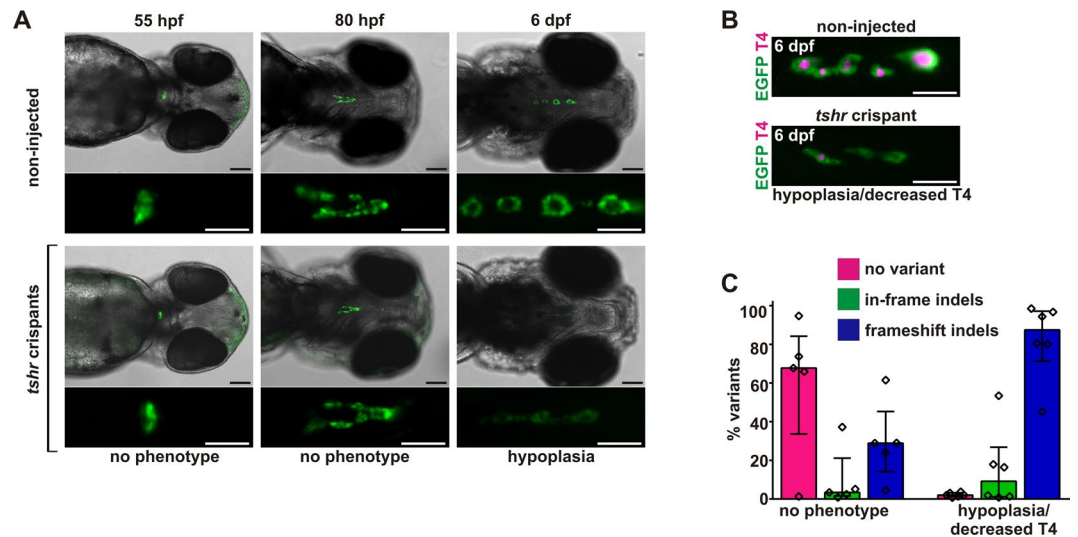 A
55 hpf
80 hpf
6 dpf
non-injected
tshr crispants
no phenotype
no phenotype
hypoplasia
B
non-injected
EGFP T4
6 dpf
tshr crispant
EGFP T4
6 dpf
hypoplasia/decreased T4
C
no variant
in-frame indels
frameshift indels
% variants
100
80
60
40
20
0
no phenotype
hypoplasia/
decreased T4